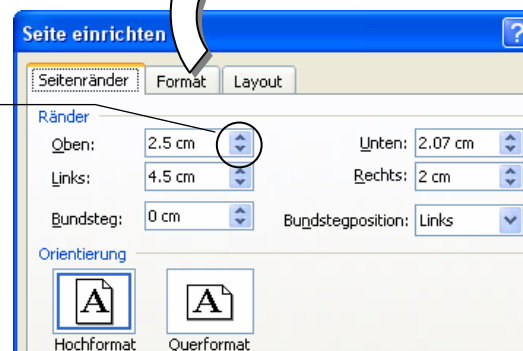 Seite einrichten ?
Seitenränder Format Layout
Ränder
Oben: 2.5 cm Unten: 2.07 cm
Links: 4.5 cm Rechts: 2 cm
Bundsteg: 0 cm Bundstegposition: Links
Orientierung
A A
Hochformat Querformat